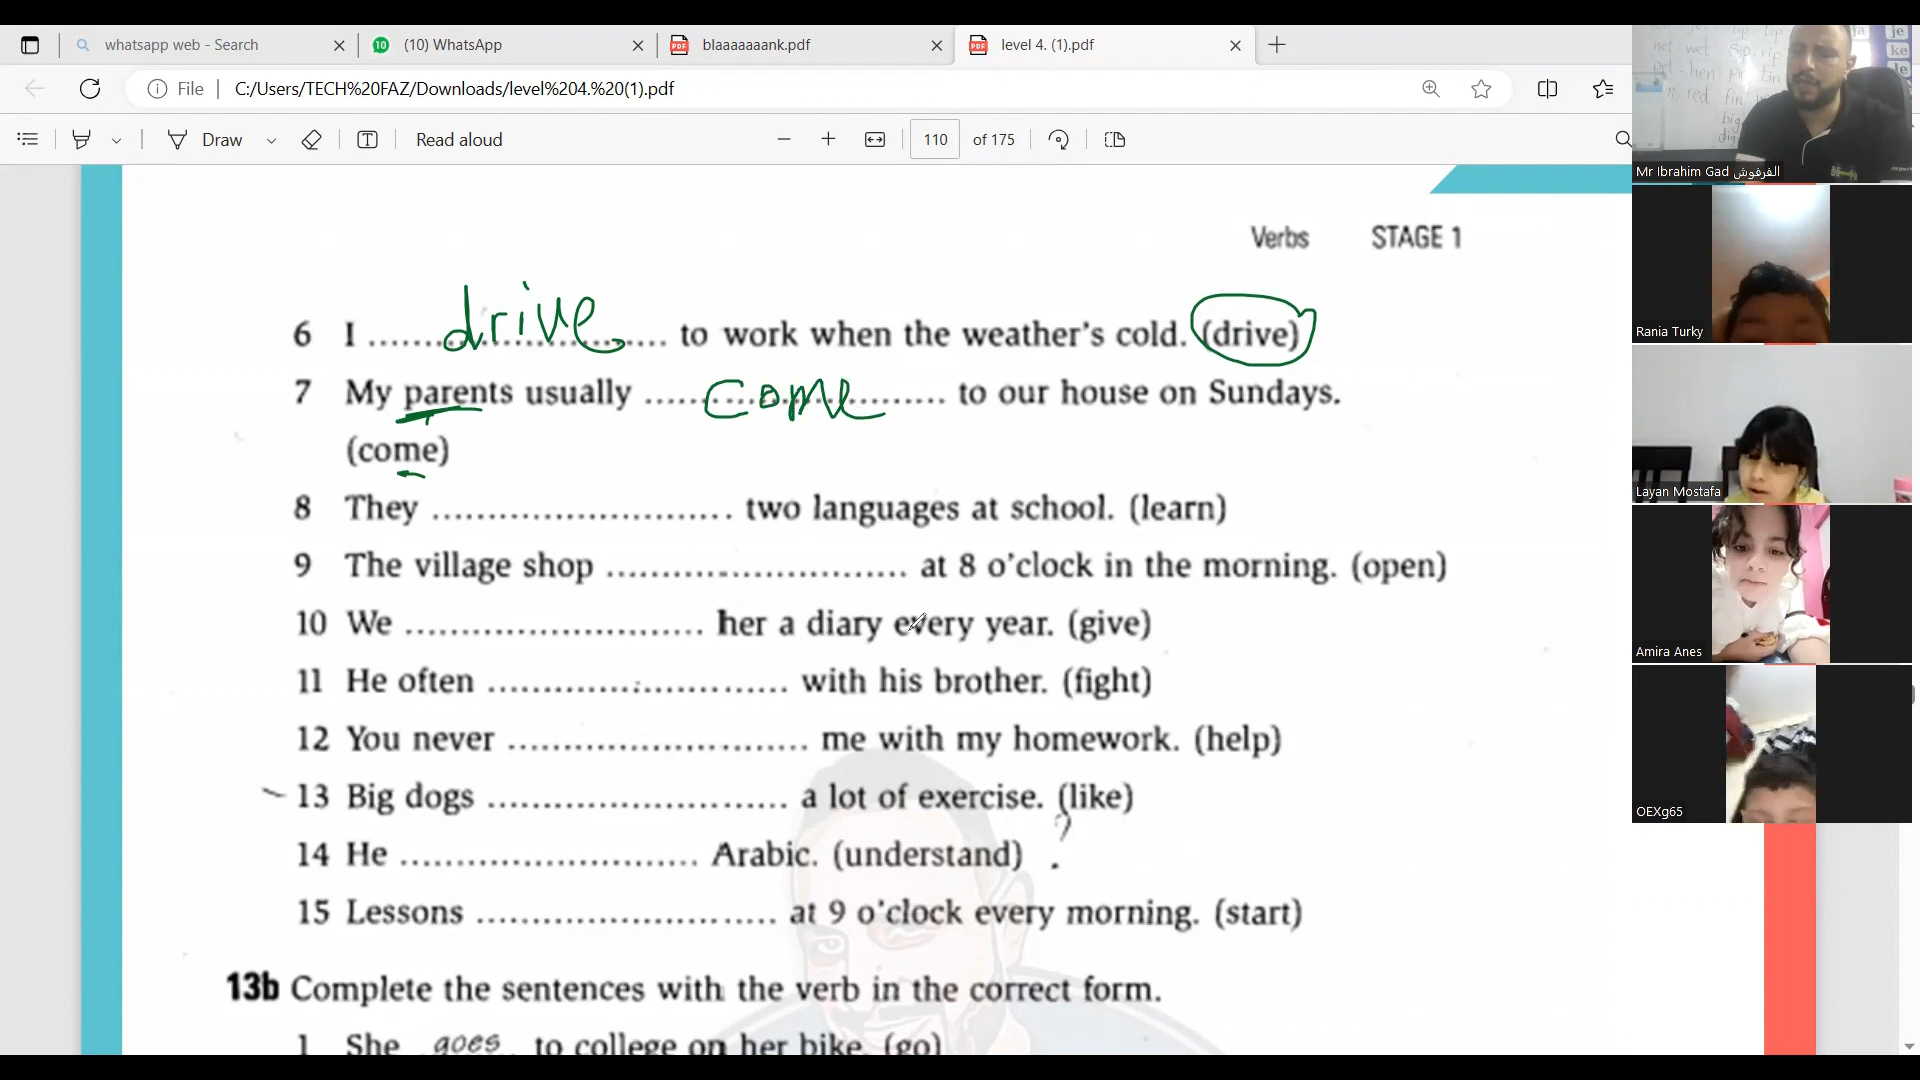 whatsapp web - Search
(10) WhatsApp
blaaaaaaank.pdf
level 4. (1).pdf
File
C:/Users/TECH%20FAZ/Downloads/level%204.%20(1).pdf
Draw
Read aloud
110 of 175
Verbs STAGE 1
6 I ....drive.... to work when the weather's cold. (drive)
7 My parents usually ....come.... to our house on Sundays.
(come)
8 They .......................... two languages at school. (learn)
9 The village shop .......................... at 8 o'clock in the morning. (open)
10 We .......................... her a diary every year. (give)
11 He often .......................... with his brother. (fight)
12 You never .......................... me with my homework. (help)
13 Big dogs .......................... a lot of exercise. (like)
14 He .......................... Arabic. (understand)
15 Lessons .......................... at 9 o'clock every morning. (start)
13b Complete the sentences with the verb in the correct form.
1 She goes to college on her bike. (go)
Mr Ibrahim Gad الفرفوش
Rania Turky
Layan Mostafa
Amira Anes
OEXg65